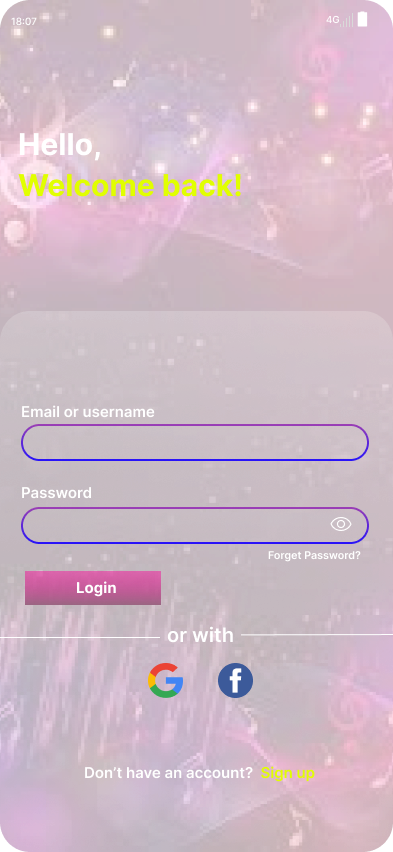 18:07
4G
Hello,
Welcome back!
Email or username
Password
Forget Password?
Login
or with
Don't have an account? Sign up